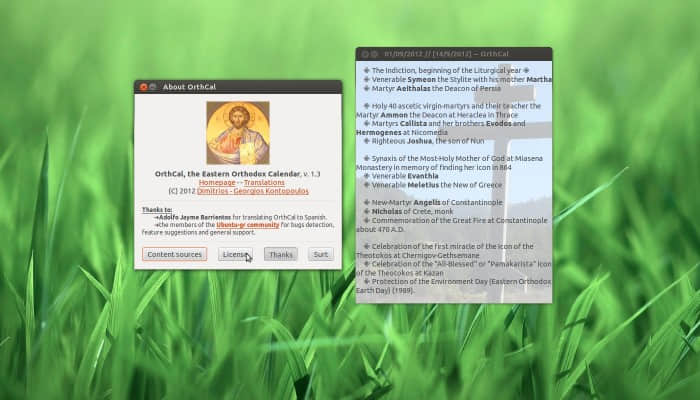 About OrthCal
OrthCal, the Eastern Orthodox Calendar, v. 1.3
Homepage -- Translations
(C) 2012 Dimitrios - Georgios Kontopoulos
Thanks to:
➜Adolfo Jayme Barrientos for translating OrthCal to Spanish.
➜the members of the Ubuntu-gr community for bugs detection,
feature suggestions and general support.
Content sources License Thanks Surt
01/09/2012 // [14/9/2012] -- OrthCal
✙ The Indiction, beginning of the Liturgical year ✙
✙ Venerable Symeon the Stylite with his mother Martha
✙ Martyr Aeithalas the Deacon of Persia
✙ Holy 40 ascetic virgin-martyrs and their teacher the
Martyr Ammon the Deacon at Heraclea in Thrace
✙ Martyrs Callista and her brothers Evodos and
Hermogenes at Nicomedia
✙ Righteous Joshua, the son of Nun
✙ Synaxis of the Most-Holy Mother of God at Miasena
Monastery in memory of finding her icon in 864
✙ Venerable Evanthia
✙ Venerable Meletius the New of Greece
✙ New-Martyr Angelis of Constantinople
✙ Nicholas of Crete, monk
✙ Commemoration of the Great Fire at Constantinople
about 470 A.D.
✙ Celebration of the first miracle of the icon of the
Theotokos at Chernigov-Gethsemane
✙ Celebration of the "All-Blessed" or "Pamakarista" icon
of the Theotokos at Kazan
✙ Protection of the Environment Day (Eastern Orthodox
Earth Day) (1989).